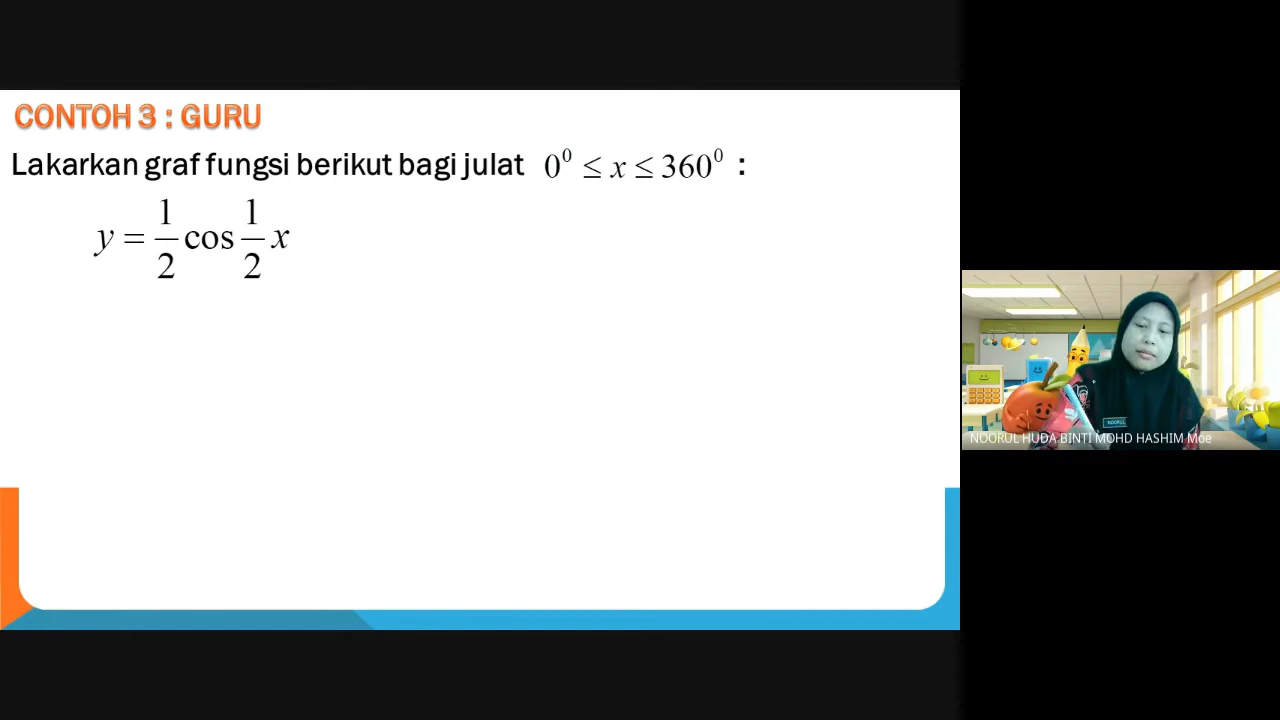 CONTOH 3 : GURU
Lakarkan graf fungsi berikut bagi julat 0⁰ ≤ x ≤ 360⁰ :
y = 1/2 cos 1/2 x
NOORUL
NOORUL HUDA BINTI MOHD HASHIM Moe